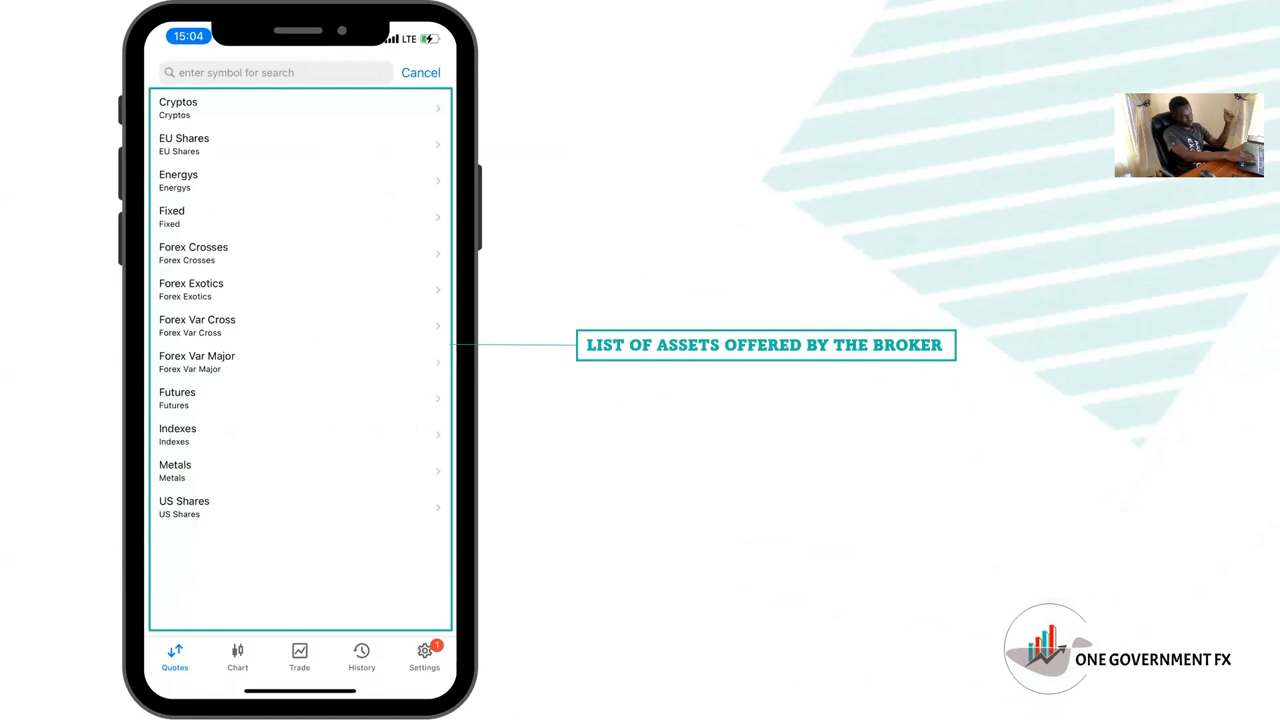 15:04
LTE
enter symbol for search
Cancel
Cryptos
Cryptos
EU Shares
EU Shares
Energys
Energys
Fixed
Fixed
Forex Crosses
Forex Crosses
Forex Exotics
Forex Exotics
Forex Var Cross
Forex Var Cross
Forex Var Major
Forex Var Major
Futures
Futures
Indexes
Indexes
Metals
Metals
US Shares
US Shares
1
Quotes
Chart
Trade
History
Settings
LIST OF ASSETS OFFERED BY THE BROKER
ONE GOVERNMENT FX